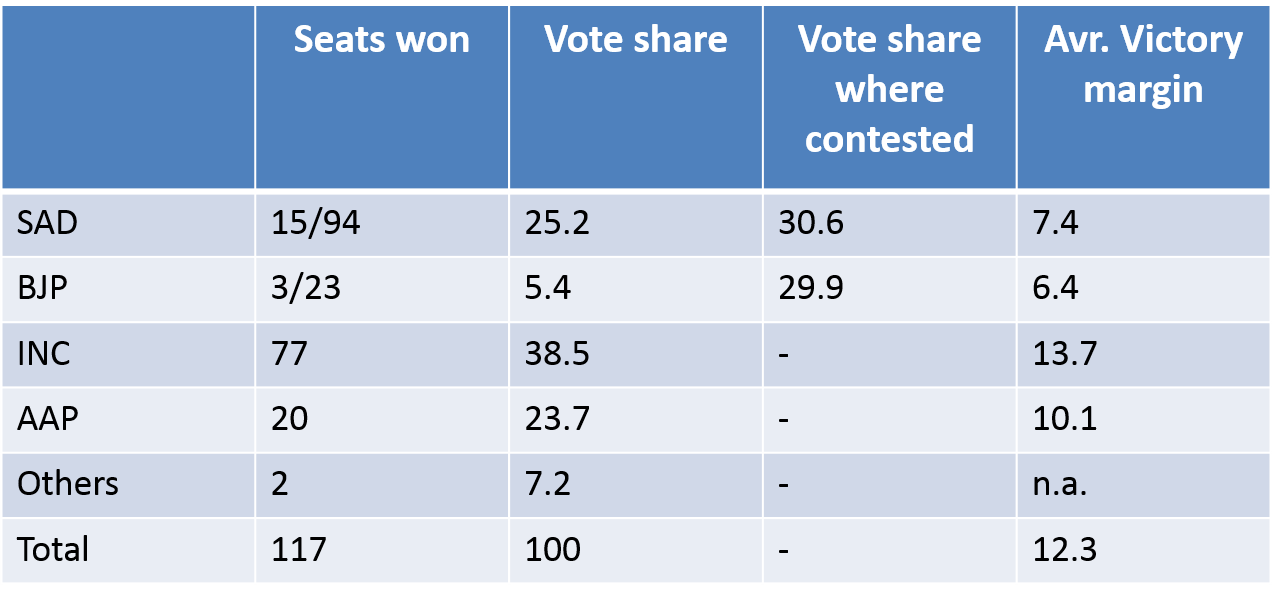 Seats won Vote share Vote share where contested Avr. Victory margin
SAD 15/94 25.2 30.6 7.4
BJP 3/23 5.4 29.9 6.4
INC 77 38.5 - 13.7
AAP 20 23.7 - 10.1
Others 2 7.2 - n.a.
Total 117 100 - 12.3